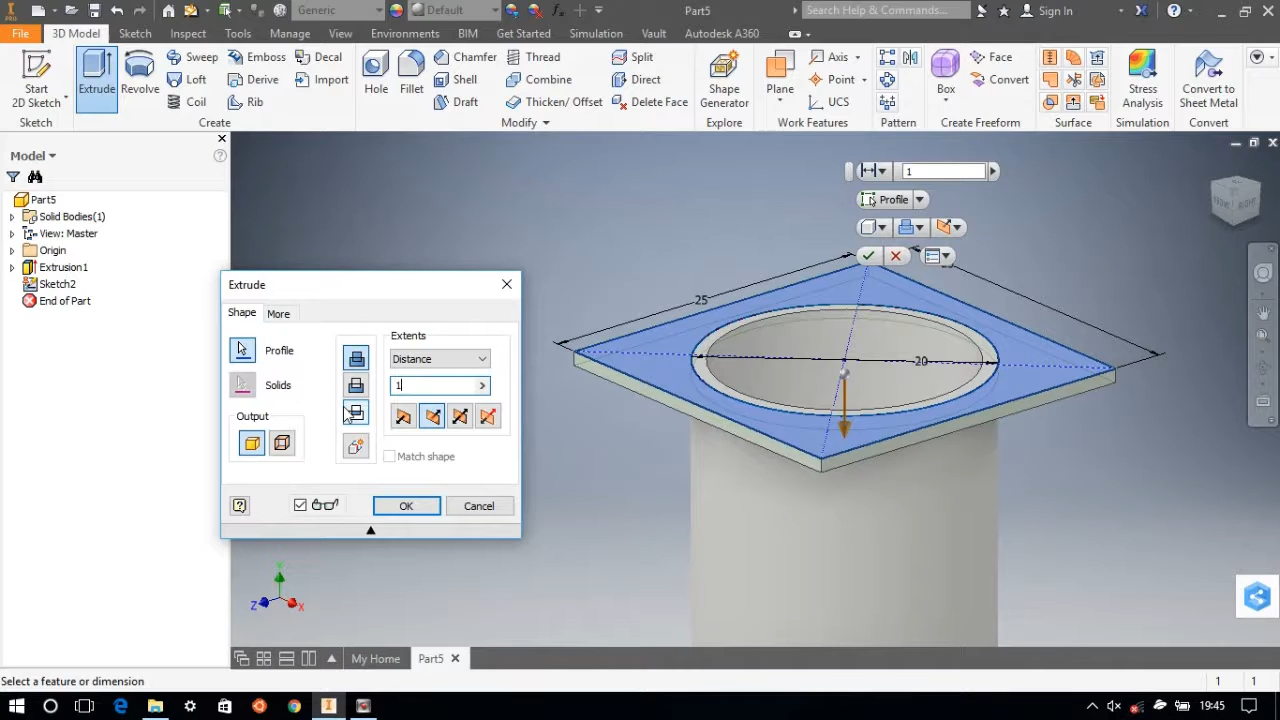 PRO Generic Default fx Part5 Search Help & Commands... Sign In
File 3D Model Sketch Inspect Tools Manage View Environments BIM Get Started Simulation Vault Autodesk A360
Start 2D Sketch Extrude Revolve Sweep Emboss Decal Hole Fillet Chamfer Thread Split Shape Generator Plane Axis Box Face Stress Analysis Convert to Sheet Metal
Loft Derive Import Shell Combine Direct Point Convert
Coil Rib Draft Thicken/ Offset Delete Face UCS
Sketch Create Modify Explore Work Features Pattern Create Freeform Surface Simulation Convert
Model
Part5
Solid Bodies(1)
View: Master
Origin
Extrusion1
Sketch2
End of Part
1
Profile
FRONT RIGHT
25
20
Extrude
Shape More
Extents
Profile
Distance
Solids
1
Output
Match shape
OK Cancel
Z X
My Home Part5
Select a feature or dimension 1 1
19:45